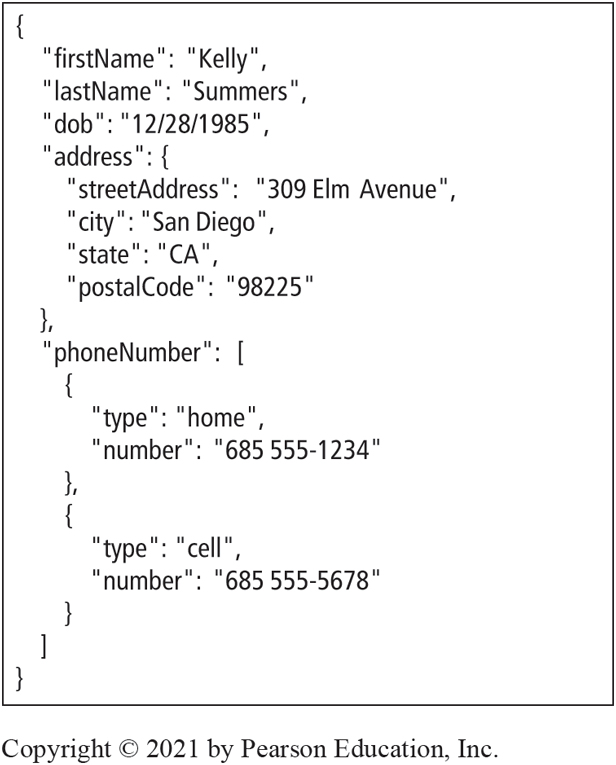 {
"firstName": "Kelly",
"lastName": "Summers",
"dob": "12/28/1985",
"address": {
"streetAddress": "309 Elm Avenue",
"city": "San Diego",
"state": "CA",
"postalCode": "98225"
},
"phoneNumber": [
{
"type": "home",
"number": "685 555-1234"
},
{
"type": "cell",
"number": "685 555-5678"
}
]
}
Copyright © 2021 by Pearson Education, Inc.